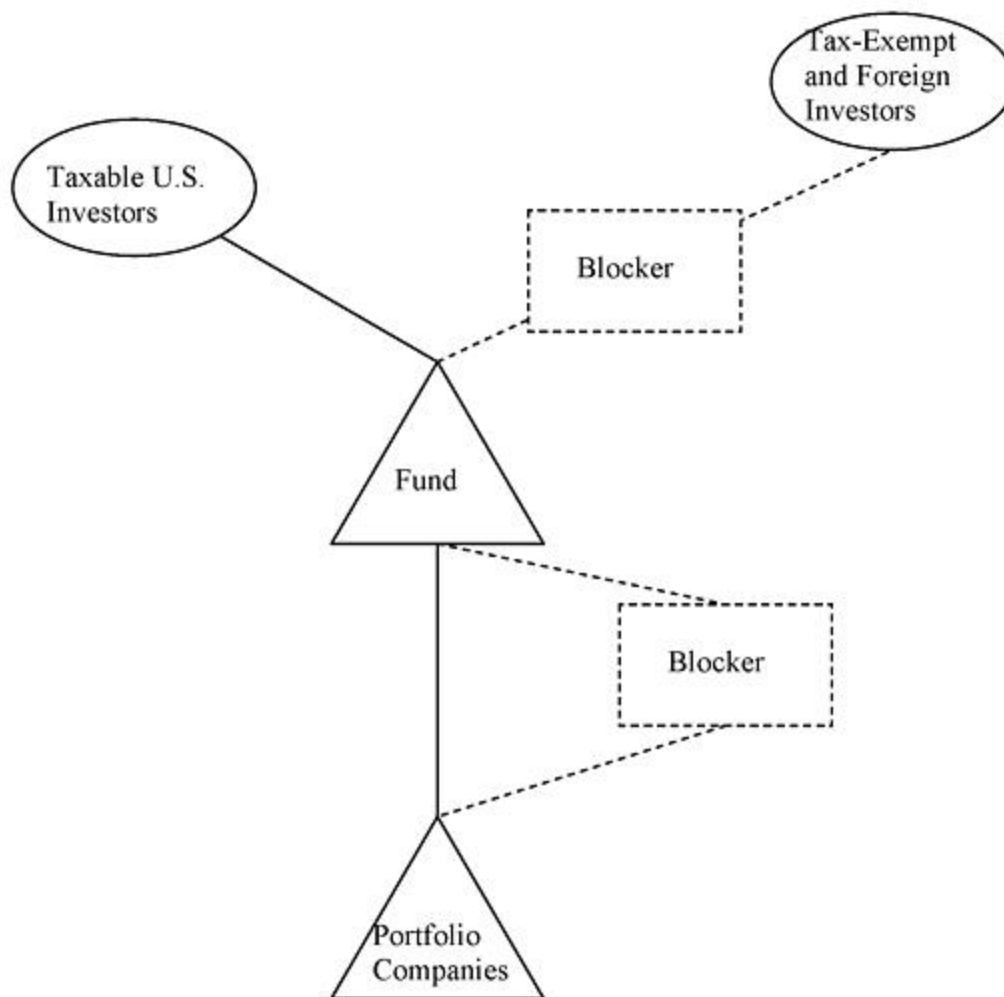 Tax-Exempt
and Foreign
Investors
Taxable U.S.
Investors
Blocker
Fund
Blocker
Portfolio
Companies